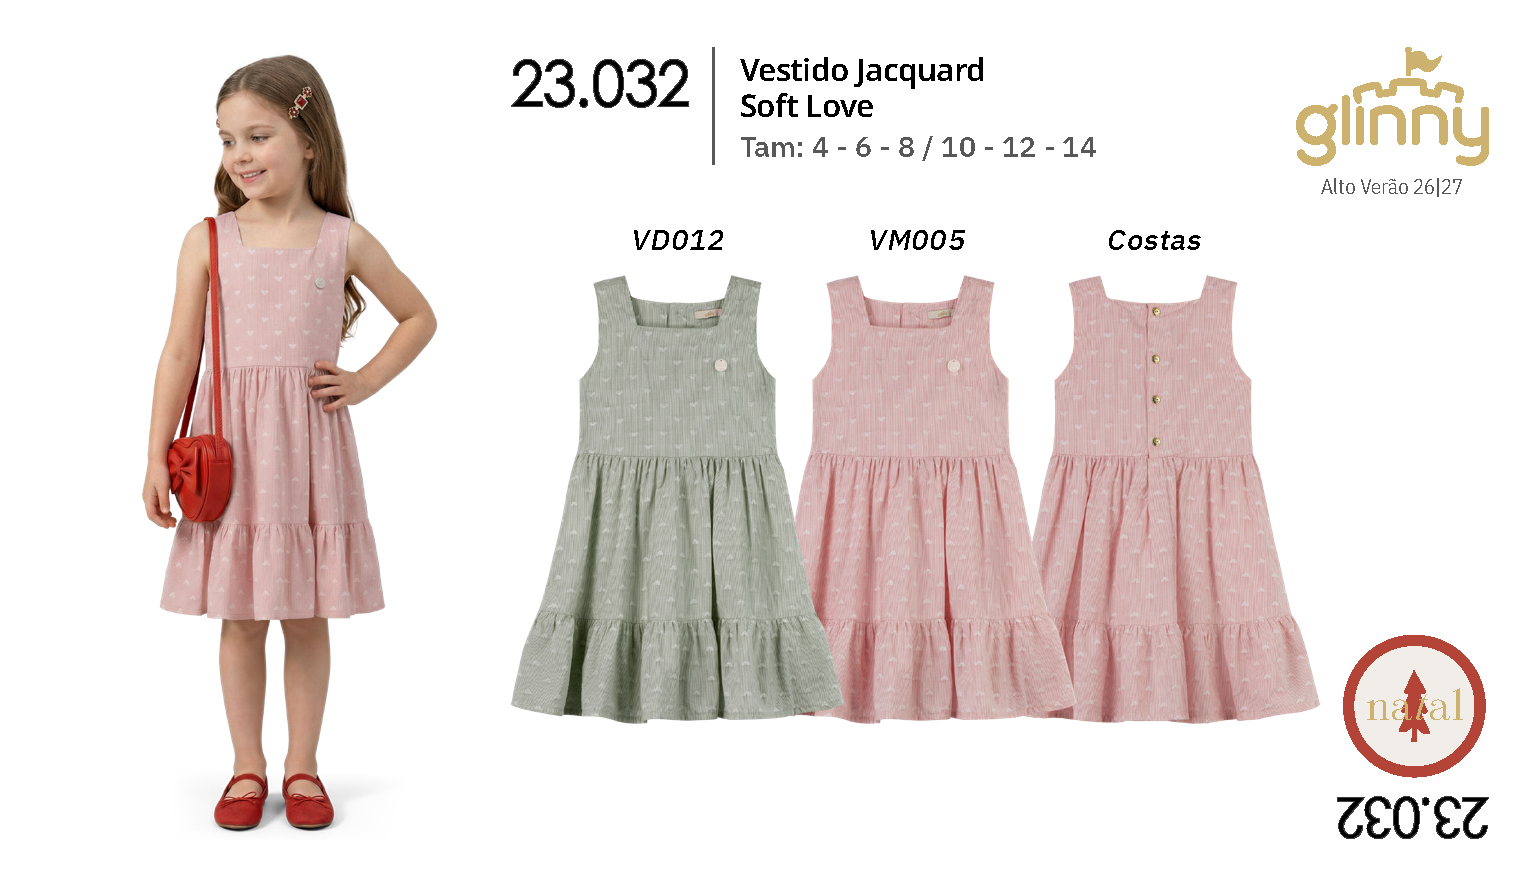 23.032
Vestido Jacquard
Soft Love
Tam: 4 - 6 - 8 / 10 - 12 - 14
glinny
Alto Verão 26|27
VD012
VM005
Costas
natal
23.032